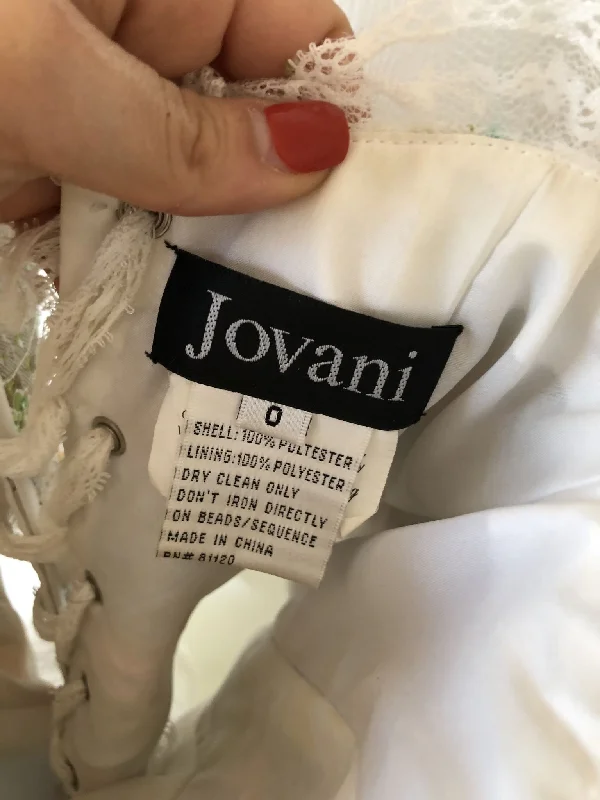 Jovani
0
SHELL:100% PULTESTER
LINING:100% POLYESTER
DRY CLEAN ONLY
DON'T IRON DIRECTLY
ON BEADS/SEQUENCE
MADE IN CHINA
RN# 81120